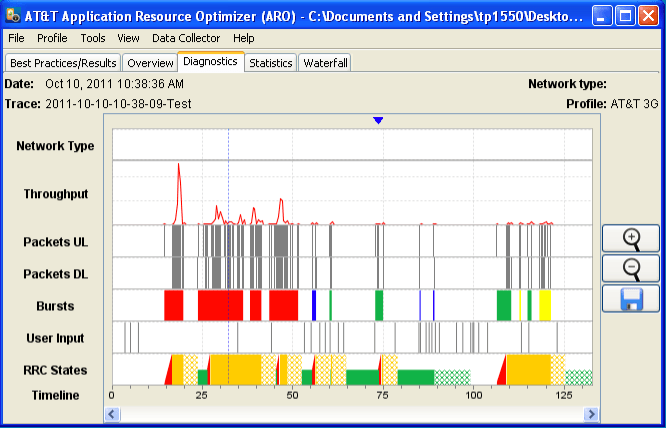 AT&T Application Resource Optimizer (ARO) - C:\Documents and Settings\tp1550\Deskto...
File Profile Tools View Data Collector Help
Best Practices/Results Overview Diagnostics Statistics Waterfall
Date: Oct 10, 2011 10:38:36 AM Network type:
Trace: 2011-10-10-10-38-09-Test Profile: AT&T 3G
Network Type
Throughput
Packets UL
Packets DL
Bursts
User Input
RRC States
Timeline 0 25 50 75 100 125